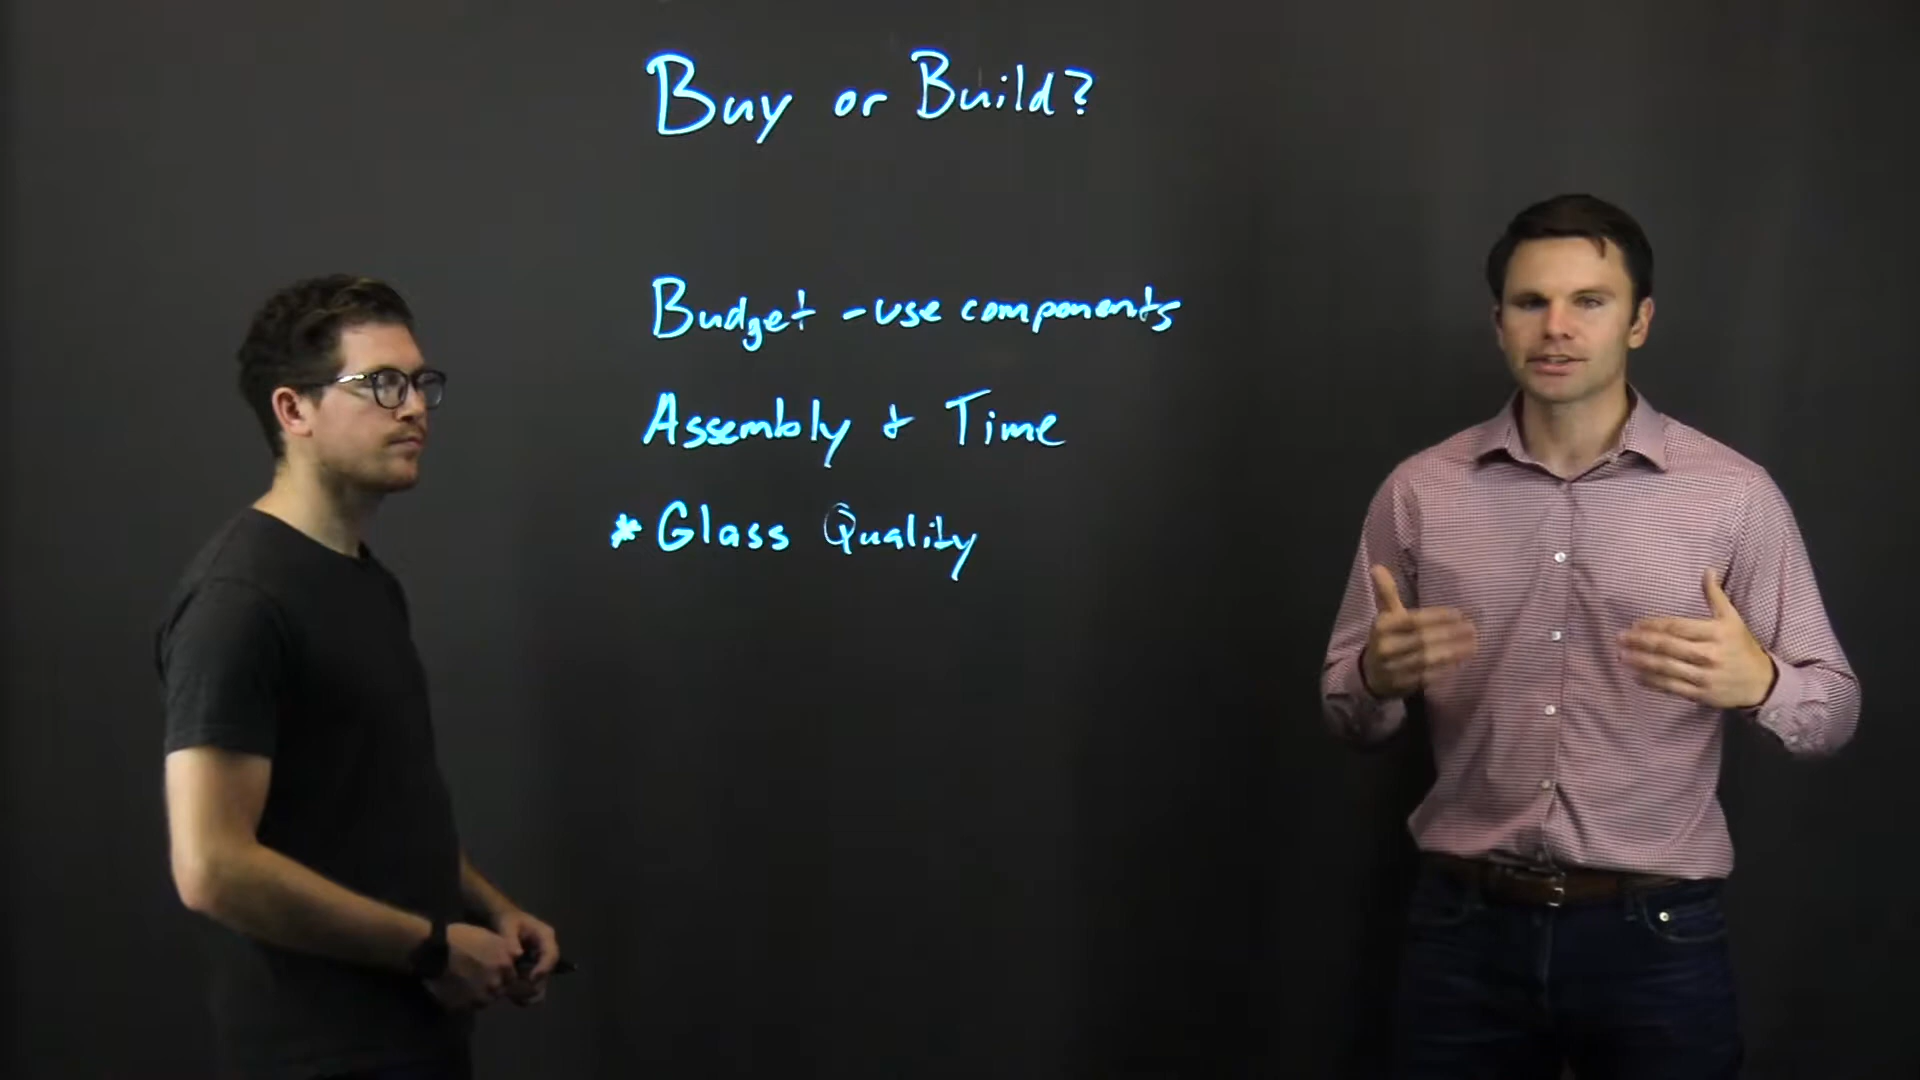 Buy or Build?
Budget - use components
Assembly & Time
* Glass Quality